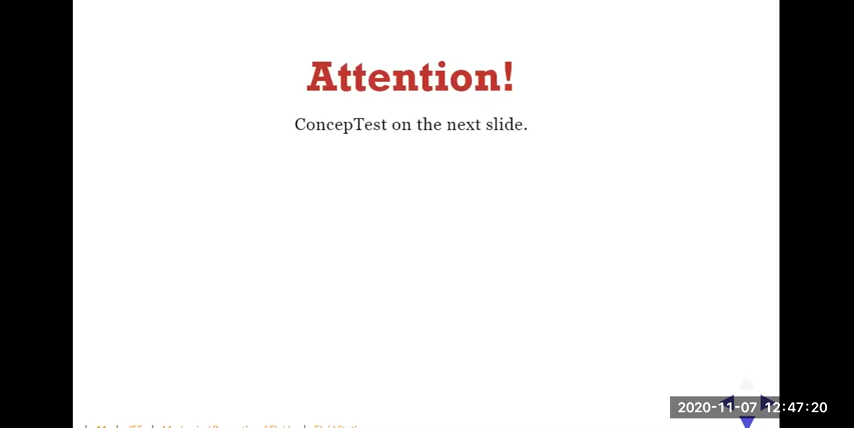 Attention!
ConcepTest on the next slide.
2020-11-07 12:47:20